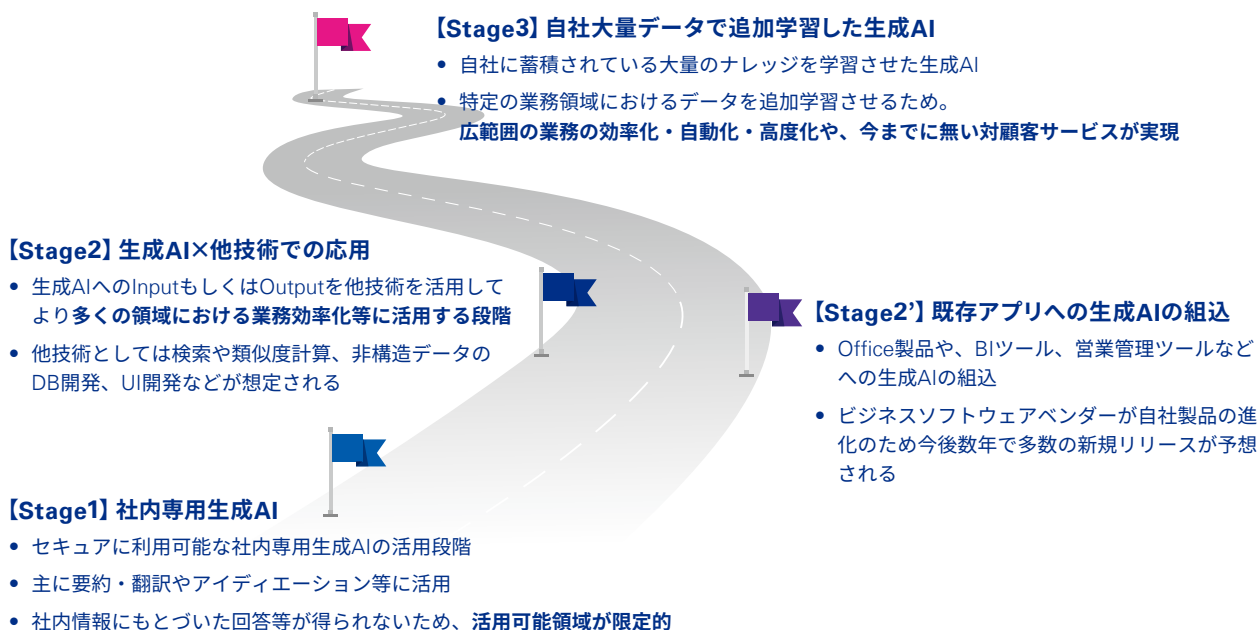 【Stage3】自社大量データで追加学習した生成AI
• 自社に蓄積されている大量のナレッジを学習させた生成AI
• 特定の業務領域におけるデータを追加学習させるため。
広範囲の業務の効率化・自動化・高度化や、今までに無い対顧客サービスが実現
【Stage2】生成AI×他技術での応用
• 生成AIへのInputもしくはOutputを他技術を活用して
より多くの領域における業務効率化等に活用する段階
• 他技術としては検索や類似度計算、非構造データの
DB開発、UI開発などが想定される
【Stage2’】既存アプリへの生成AIの組込
• Office製品や、BIツール、営業管理ツールなど
への生成AIの組込
• ビジネスソフトウェアベンダーが自社製品の進
化のため今後数年で多数の新規リリースが予想
される
【Stage1】社内専用生成AI
• セキュアに利用可能な社内専用生成AIの活用段階
• 主に要約・翻訳やアイディエーション等に活用
• 社内情報にもとづいた回答等が得られないため、活用可能領域が限定的